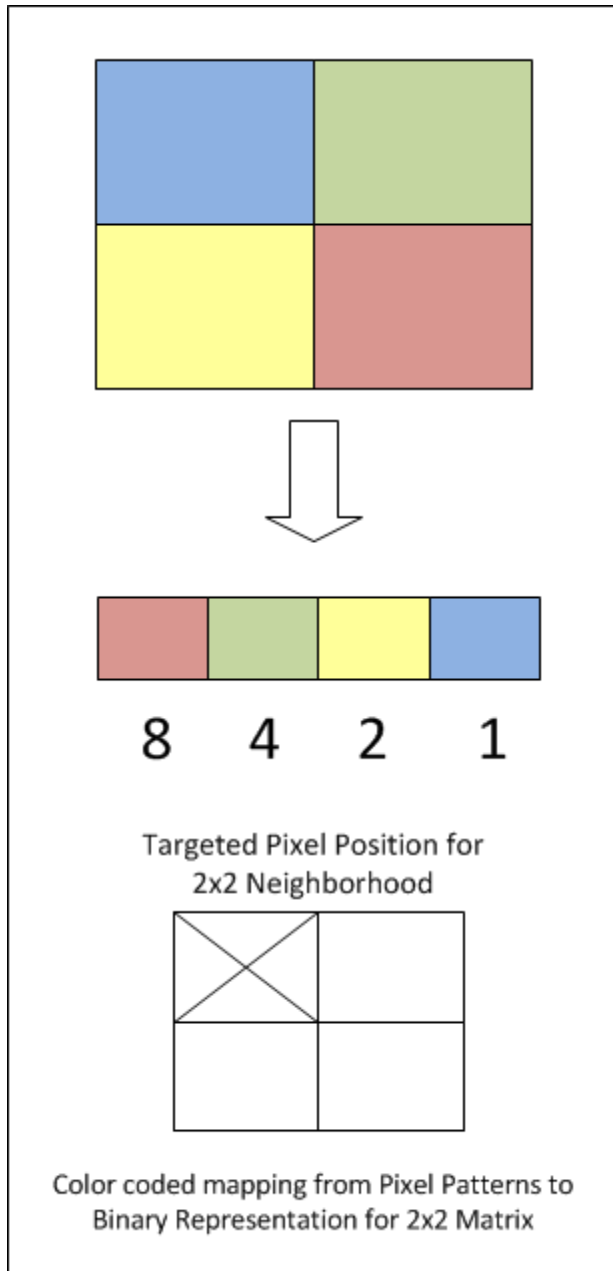 8 4 2 1
Targeted Pixel Position for
2x2 Neighborhood
Color coded mapping from Pixel Patterns to
Binary Representation for 2x2 Matrix